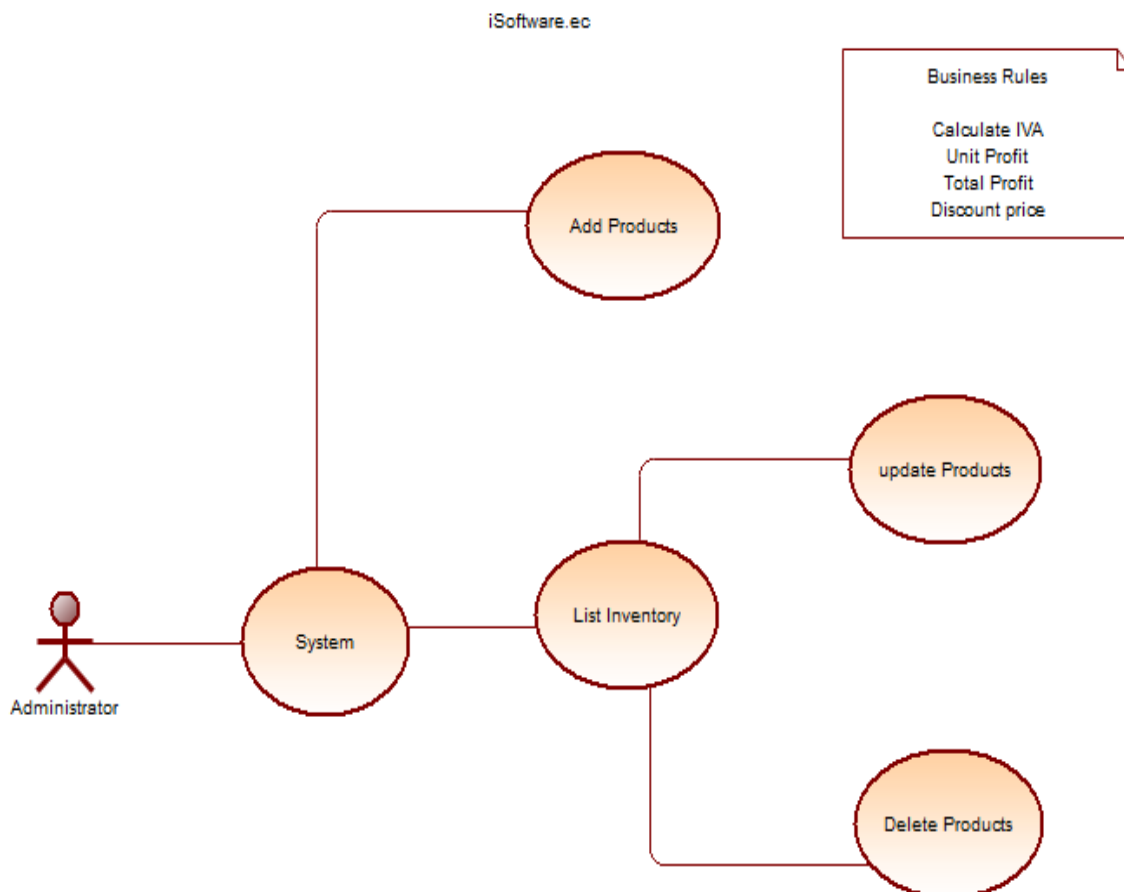 iSoftware.ec
Business Rules
Calculate IVA
Unit Profit
Total Profit
Discount price
Add Products
update Products
List Inventory
System
Administrator
Delete Products